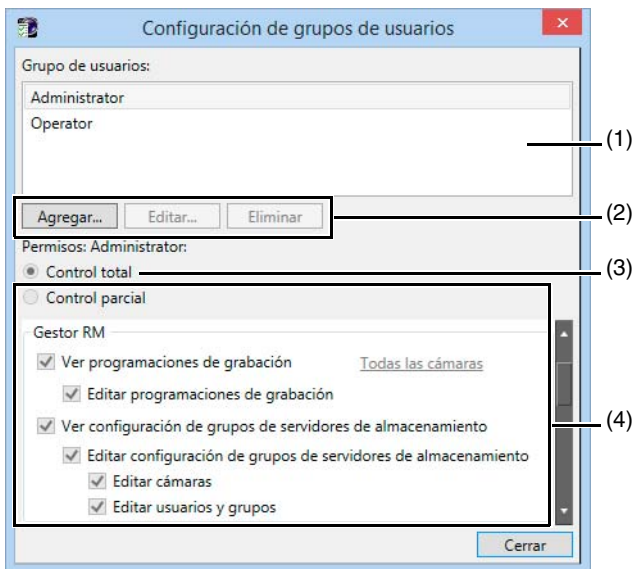 Configuración de grupos de usuarios
Grupo de usuarios:
Administrator
Operator
(1)
Agregar... Editar... Eliminar
(2)
Permisos: Administrator:
Control total
(3)
Control parcial
Gestor RM
Ver programaciones de grabación Todas las cámaras
Editar programaciones de grabación
Ver configuración de grupos de servidores de almacenamiento
(4)
Editar configuración de grupos de servidores de almacenamiento
Editar cámaras
Editar usuarios y grupos
Cerrar